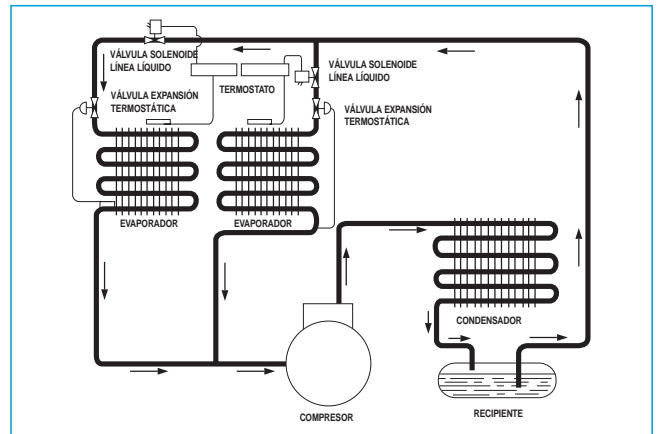 VÁLVULA SOLENOIDE
LÍNEA LÍQUIDO
VÁLVULA SOLENOIDE
LÍNEA LÍQUIDO
TERMOSTATO
VÁLVULA EXPANSIÓN
TERMOSTÁTICA
VÁLVULA EXPANSIÓN
TERMOSTÁTICA
EVAPORADOR
EVAPORADOR
CONDENSADOR
COMPRESOR
RECIPIENTE